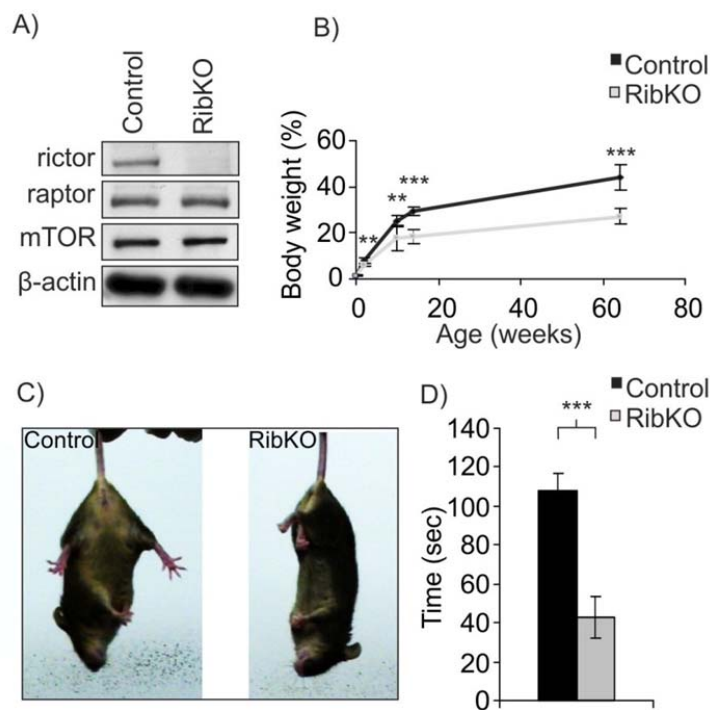 A)
Control
RibKO
rictor
raptor
mTOR
β-actin
B)
Control
RibKO
Body weight (%)
60
40
20
0
**
**
***
***
0
20
40
60
80
Age (weeks)
C)
Control
RibKO
D)
Control
RibKO
***
Time (sec)
140
120
100
80
60
40
20
0